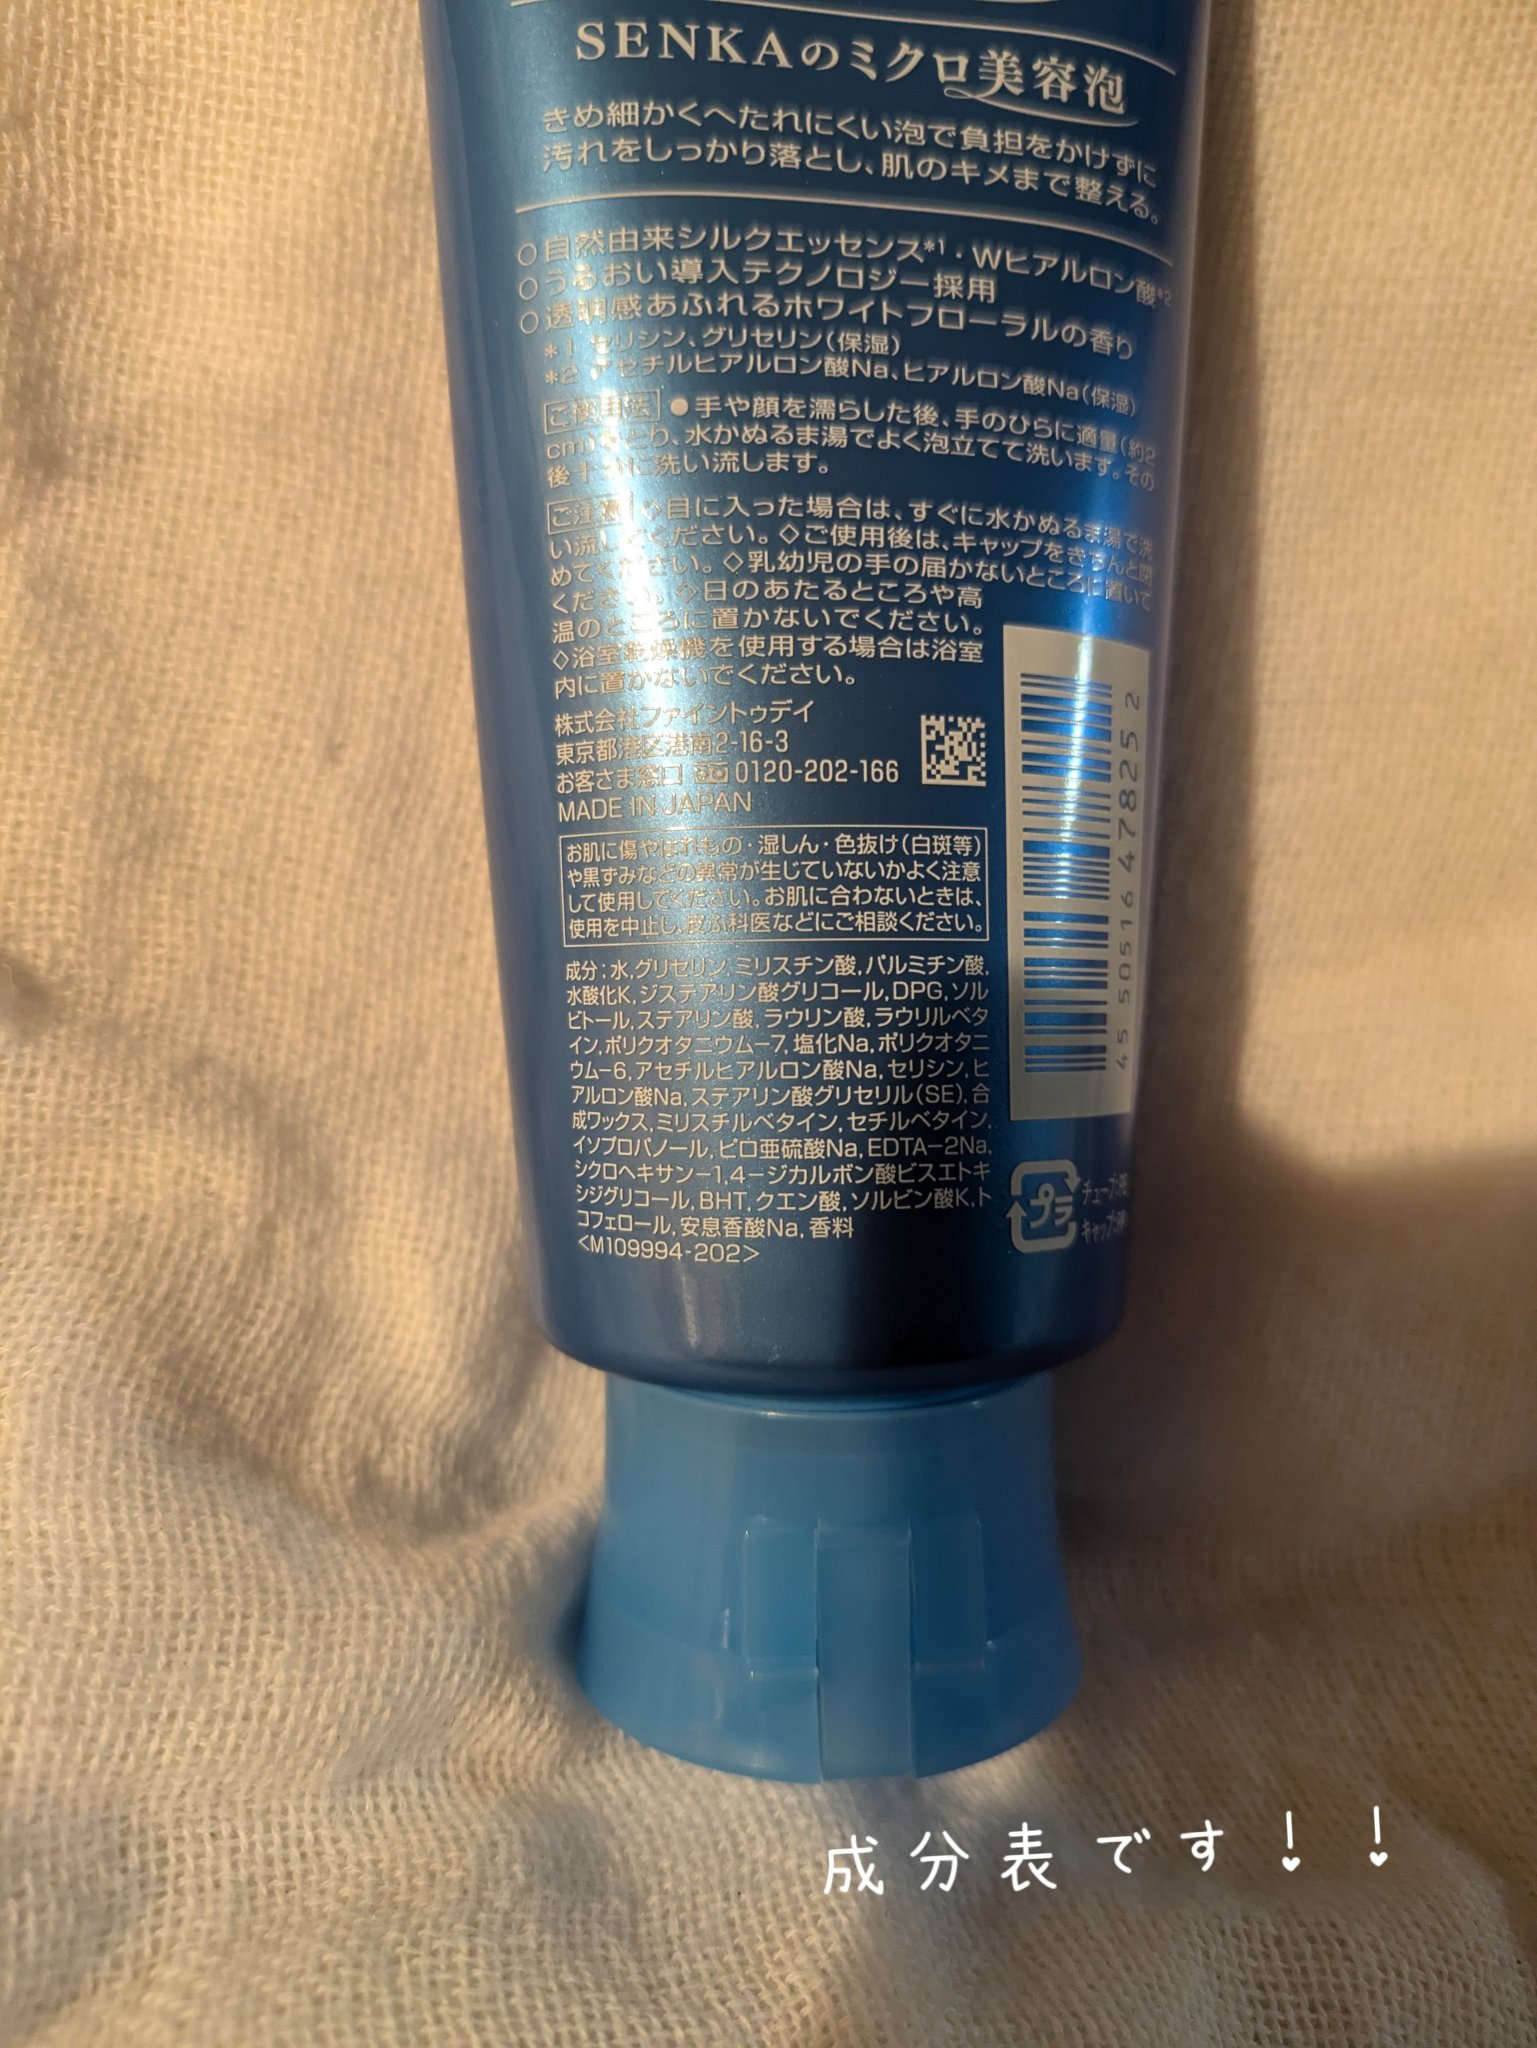 SENKAのミクロ美容泡
きめ細かくへたれにくい泡で負担をかけずに
汚れをしっかり落とし、肌のキメまで整える。
○自然由来シルクエッセンス*1・Wヒアルロン酸*2
○うるおい導入テクノロジー採用
○透明感あふれるホワイトフローラルの香り
*1 セリシン、グリセリン(保湿)
*2 アセチルヒアルロン酸Na、ヒアルロン酸Na(保湿)
ご使用法 ●手や顔を濡らした後、手のひらに適量(約2
cm)をとり、水かぬるま湯でよく泡立てて洗います。その
後十分に洗い流します。
ご注意 ◇目に入った場合は、すぐに水かぬるま湯で洗
い流してください。◇ご使用後は、キャップをきちんと閉
めてください。◇乳幼児の手の届かないところに置いて
ください。◇日のあたるところや高
温のところに置かないでください。
◇浴室乾燥機を使用する場合は浴室
内に置かないでください。
株式会社ファイントゥデイ
東京都港区港南2-16-3
お客さま窓口 0120-202-166
MADE IN JAPAN
お肌に傷やはれもの・湿しん・色抜け(白斑等)
や黒ずみなどの異常が生じていないかよく注意
して使用してください。お肌に合わないときは、
使用を中止し、皮ふ科医などにご相談ください。
成分:水,グリセリン,ミリスチン酸,パルミチン酸,
水酸化K,ジステアリン酸グリコール,DPG,ソル
ビトール,ステアリン酸,ラウリン酸,ラウリルベタ
イン,ポリクオタニウム-7,塩化Na,ポリクオタニ
ウム-6,アセチルヒアルロン酸Na,セリシン,ヒ
アルロン酸Na,ステアリン酸グリセリル(SE),合
成ワックス,ミリスチルベタイン,セチルベタイン,
イソプロパノール,ピロ亜硫酸Na,EDTA-2Na,
シクロヘキサン-1,4-ジカルボン酸ビスエトキ
シジグリコール,BHT,クエン酸,ソルビン酸K,ト
コフェロール,安息香酸Na,香料
<M109994-202>
4 550516 478252
プラ
チューブ:
キャップ:
成分表です!!